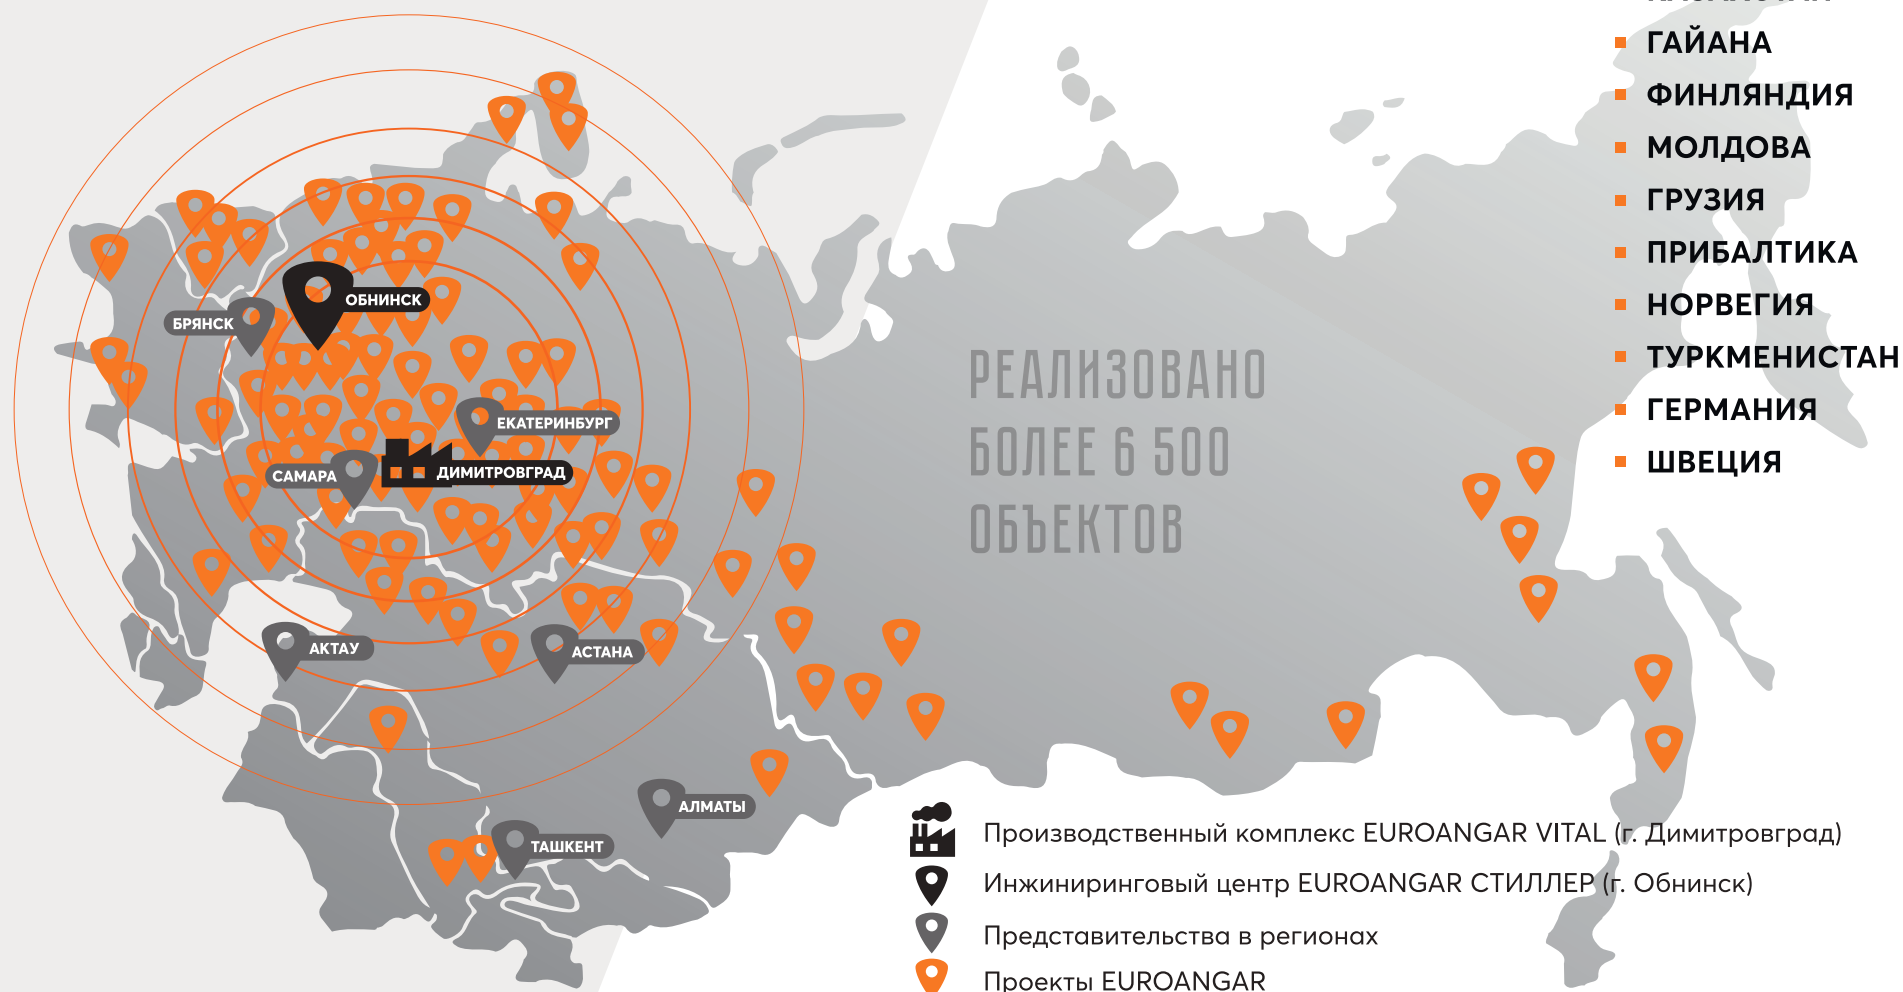 ГАЙАНА
ФИНЛЯНДИЯ
МОЛДОВА
ГРУЗИЯ
ПРИБАЛТИКА
НОРВЕГИЯ
ТУРКМЕНИСТАН
ГЕРМАНИЯ
ШВЕЦИЯ
ОБНИНСК
БРЯНСК
ЕКАТЕРИНБУРГ
САМАРА
ДИМИТРОВГРАД
АКТАУ
АСТАНА
АЛМАТЫ
ТАШКЕНТ
РЕАЛИЗОВАНО
БОЛЕЕ 6 500
ОБЪЕКТОВ
Производственный комплекс EUROANGAR VITAL (г. Димитровград)
Инжиниринговый центр EUROANGAR СТИЛЛЕР (г. Обнинск)
Представительства в регионах
Проекты EUROANGAR